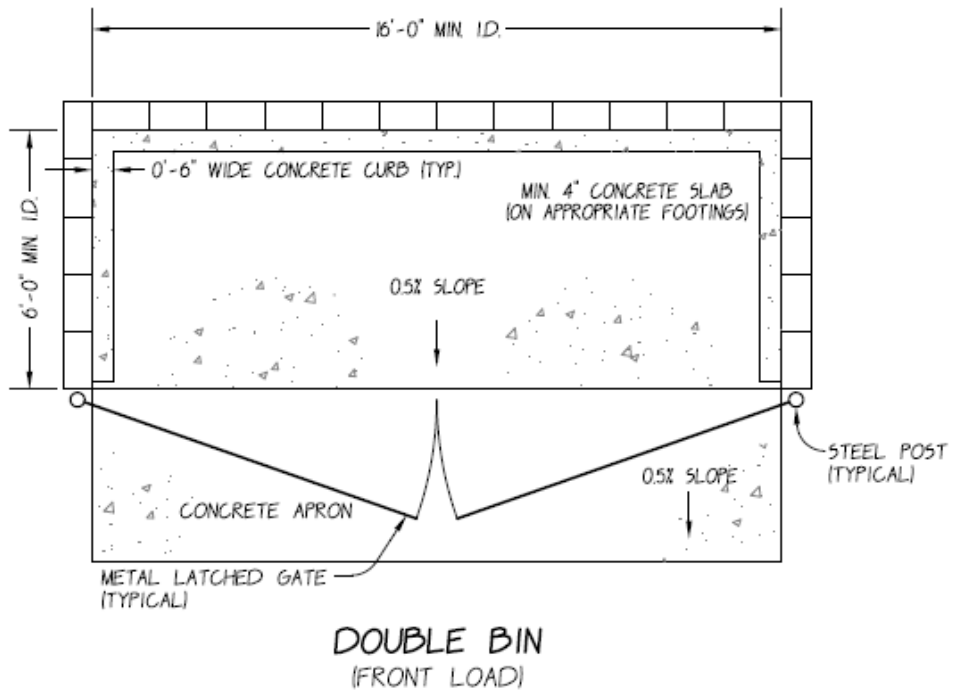 16'-0" MIN. I.D.
0'-6" WIDE CONCRETE CURB (TYP.)
MIN. 4" CONCRETE SLAB
(ON APPROPRIATE FOOTINGS)
6'-0" MIN. I.D.
0.5% SLOPE
STEEL POST
(TYPICAL)
0.5% SLOPE
CONCRETE APRON
METAL LATCHED GATE
(TYPICAL)
DOUBLE BIN
(FRONT LOAD)